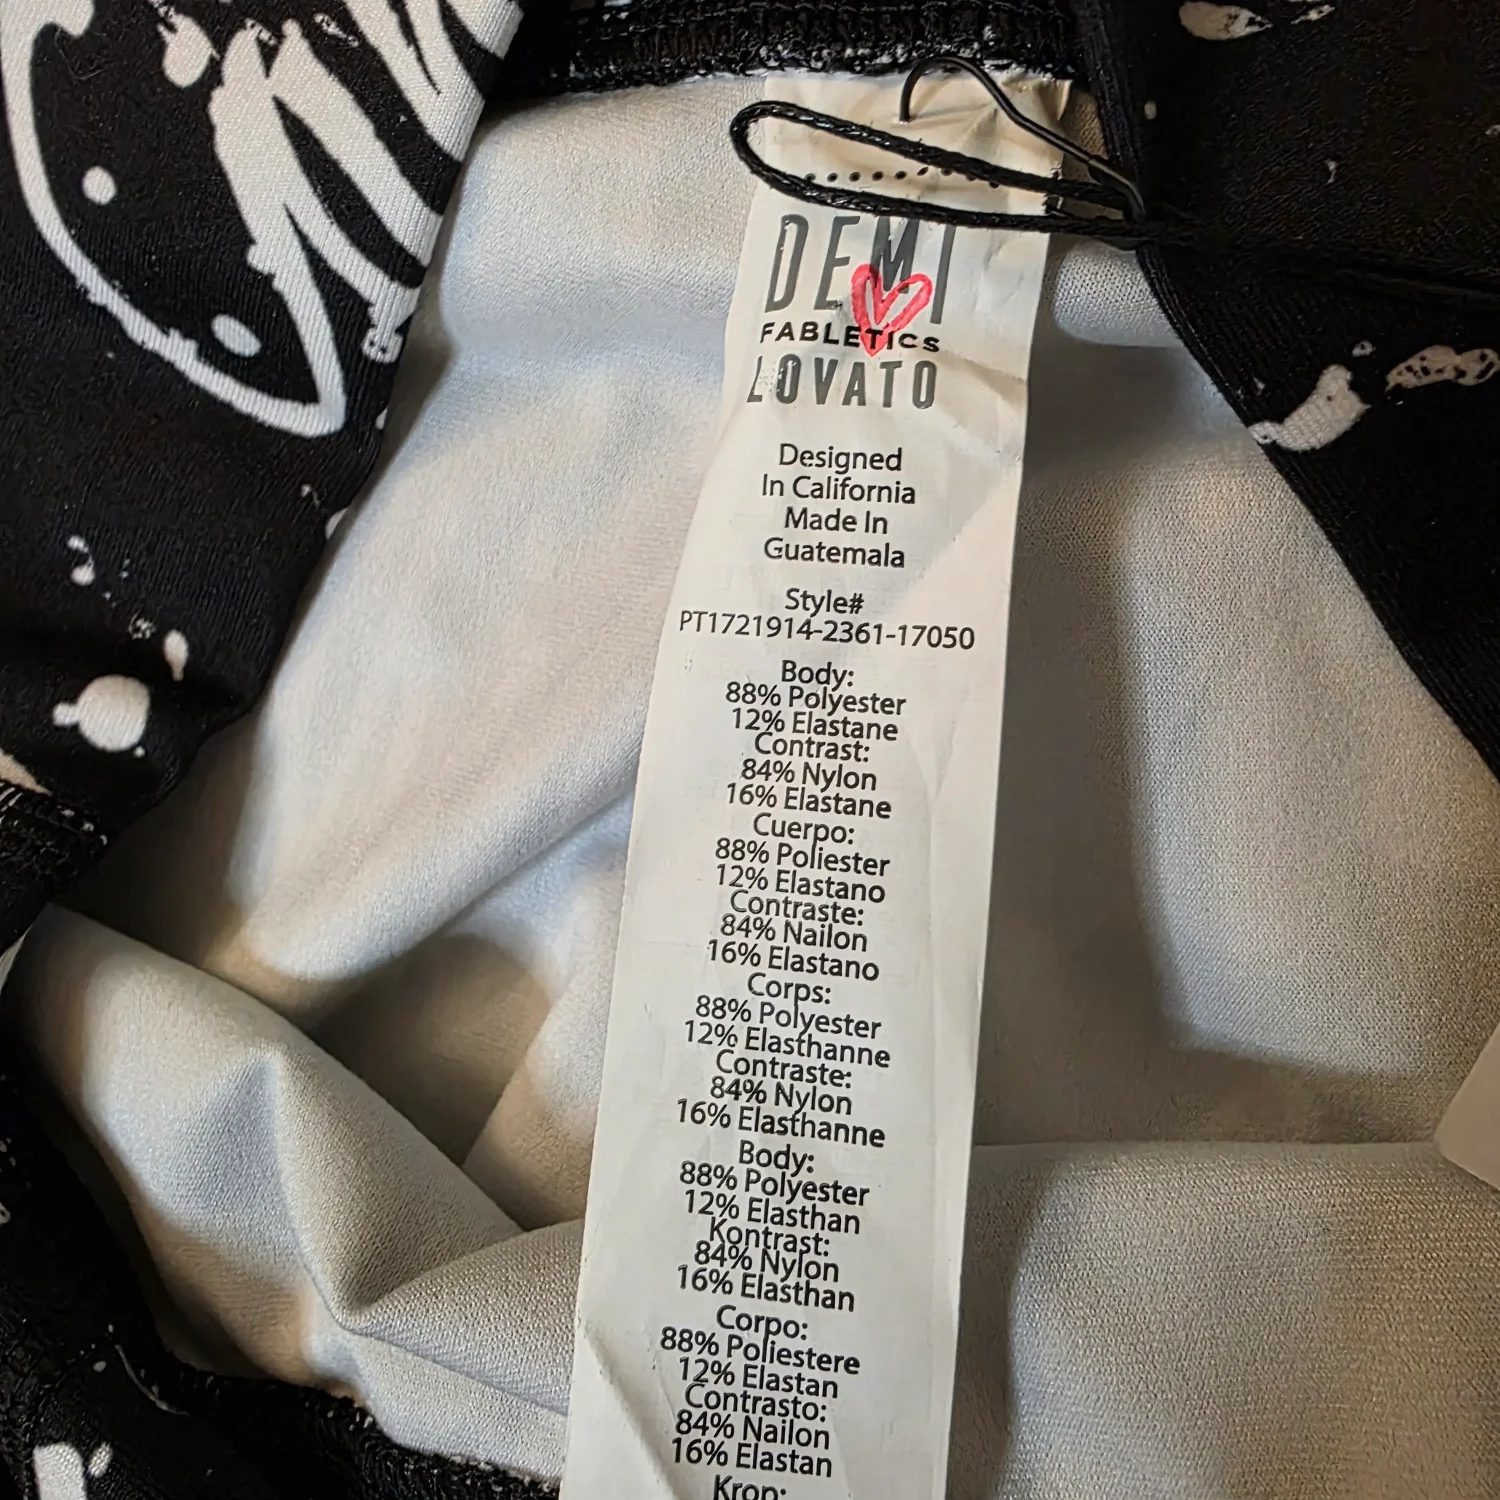 DEMI
FABLETICS
LOVATO
Designed
In California
Made In
Guatemala
Style#
PT1721914-2361-17050
Body:
88% Polyester
12% Elastane
Contrast:
84% Nylon
16% Elastane
Cuerpo:
88% Poliester
12% Elastano
Contraste:
84% Nailon
16% Elastano
Corps:
88% Polyester
12% Elasthanne
Contraste:
84% Nylon
16% Elasthanne
Body:
88% Polyester
12% Elasthan
Kontrast:
84% Nylon
16% Elasthan
Corpo:
88% Poliestere
12% Elastan
Contrasto:
84% Nailon
16% Elastan
Krop: